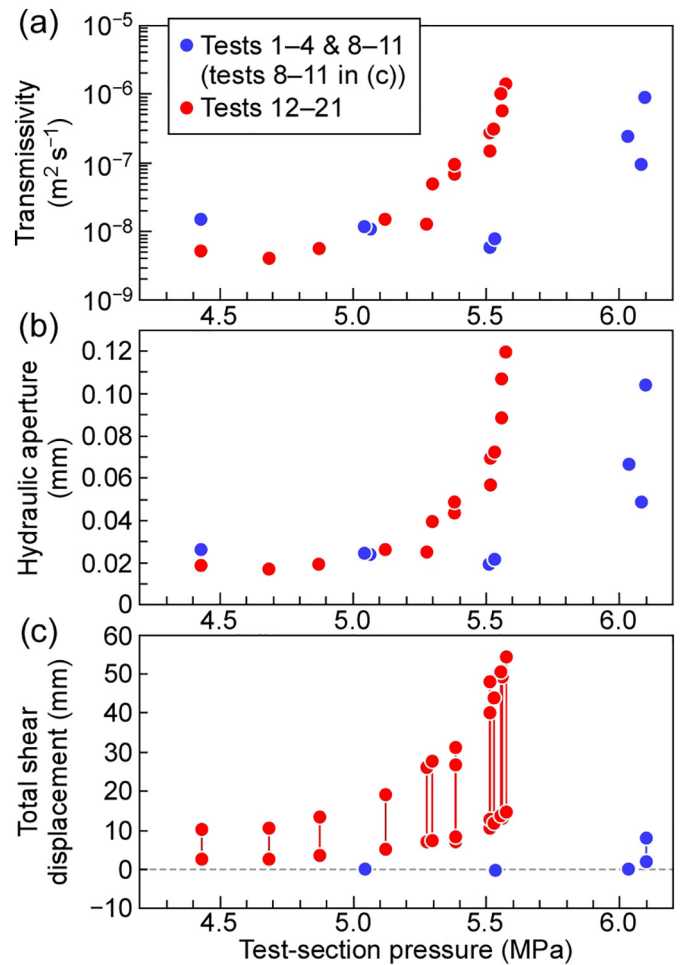 (a)
10⁻⁵
10⁻⁶
10⁻⁷
10⁻⁸
10⁻⁹
Transmissivity
(m² s⁻¹)
Tests 1–4 & 8–11
(tests 8–11 in (c))
Tests 12–21
4.5 5.0 5.5 6.0
(b)
0.12
0.10
0.08
0.06
0.04
0.02
0
Hydraulic aperture
(mm)
4.5 5.0 5.5 6.0
(c)
60
50
40
30
20
10
0
−10
Total shear
displacement (mm)
4.5 5.0 5.5 6.0
Test-section pressure (MPa)